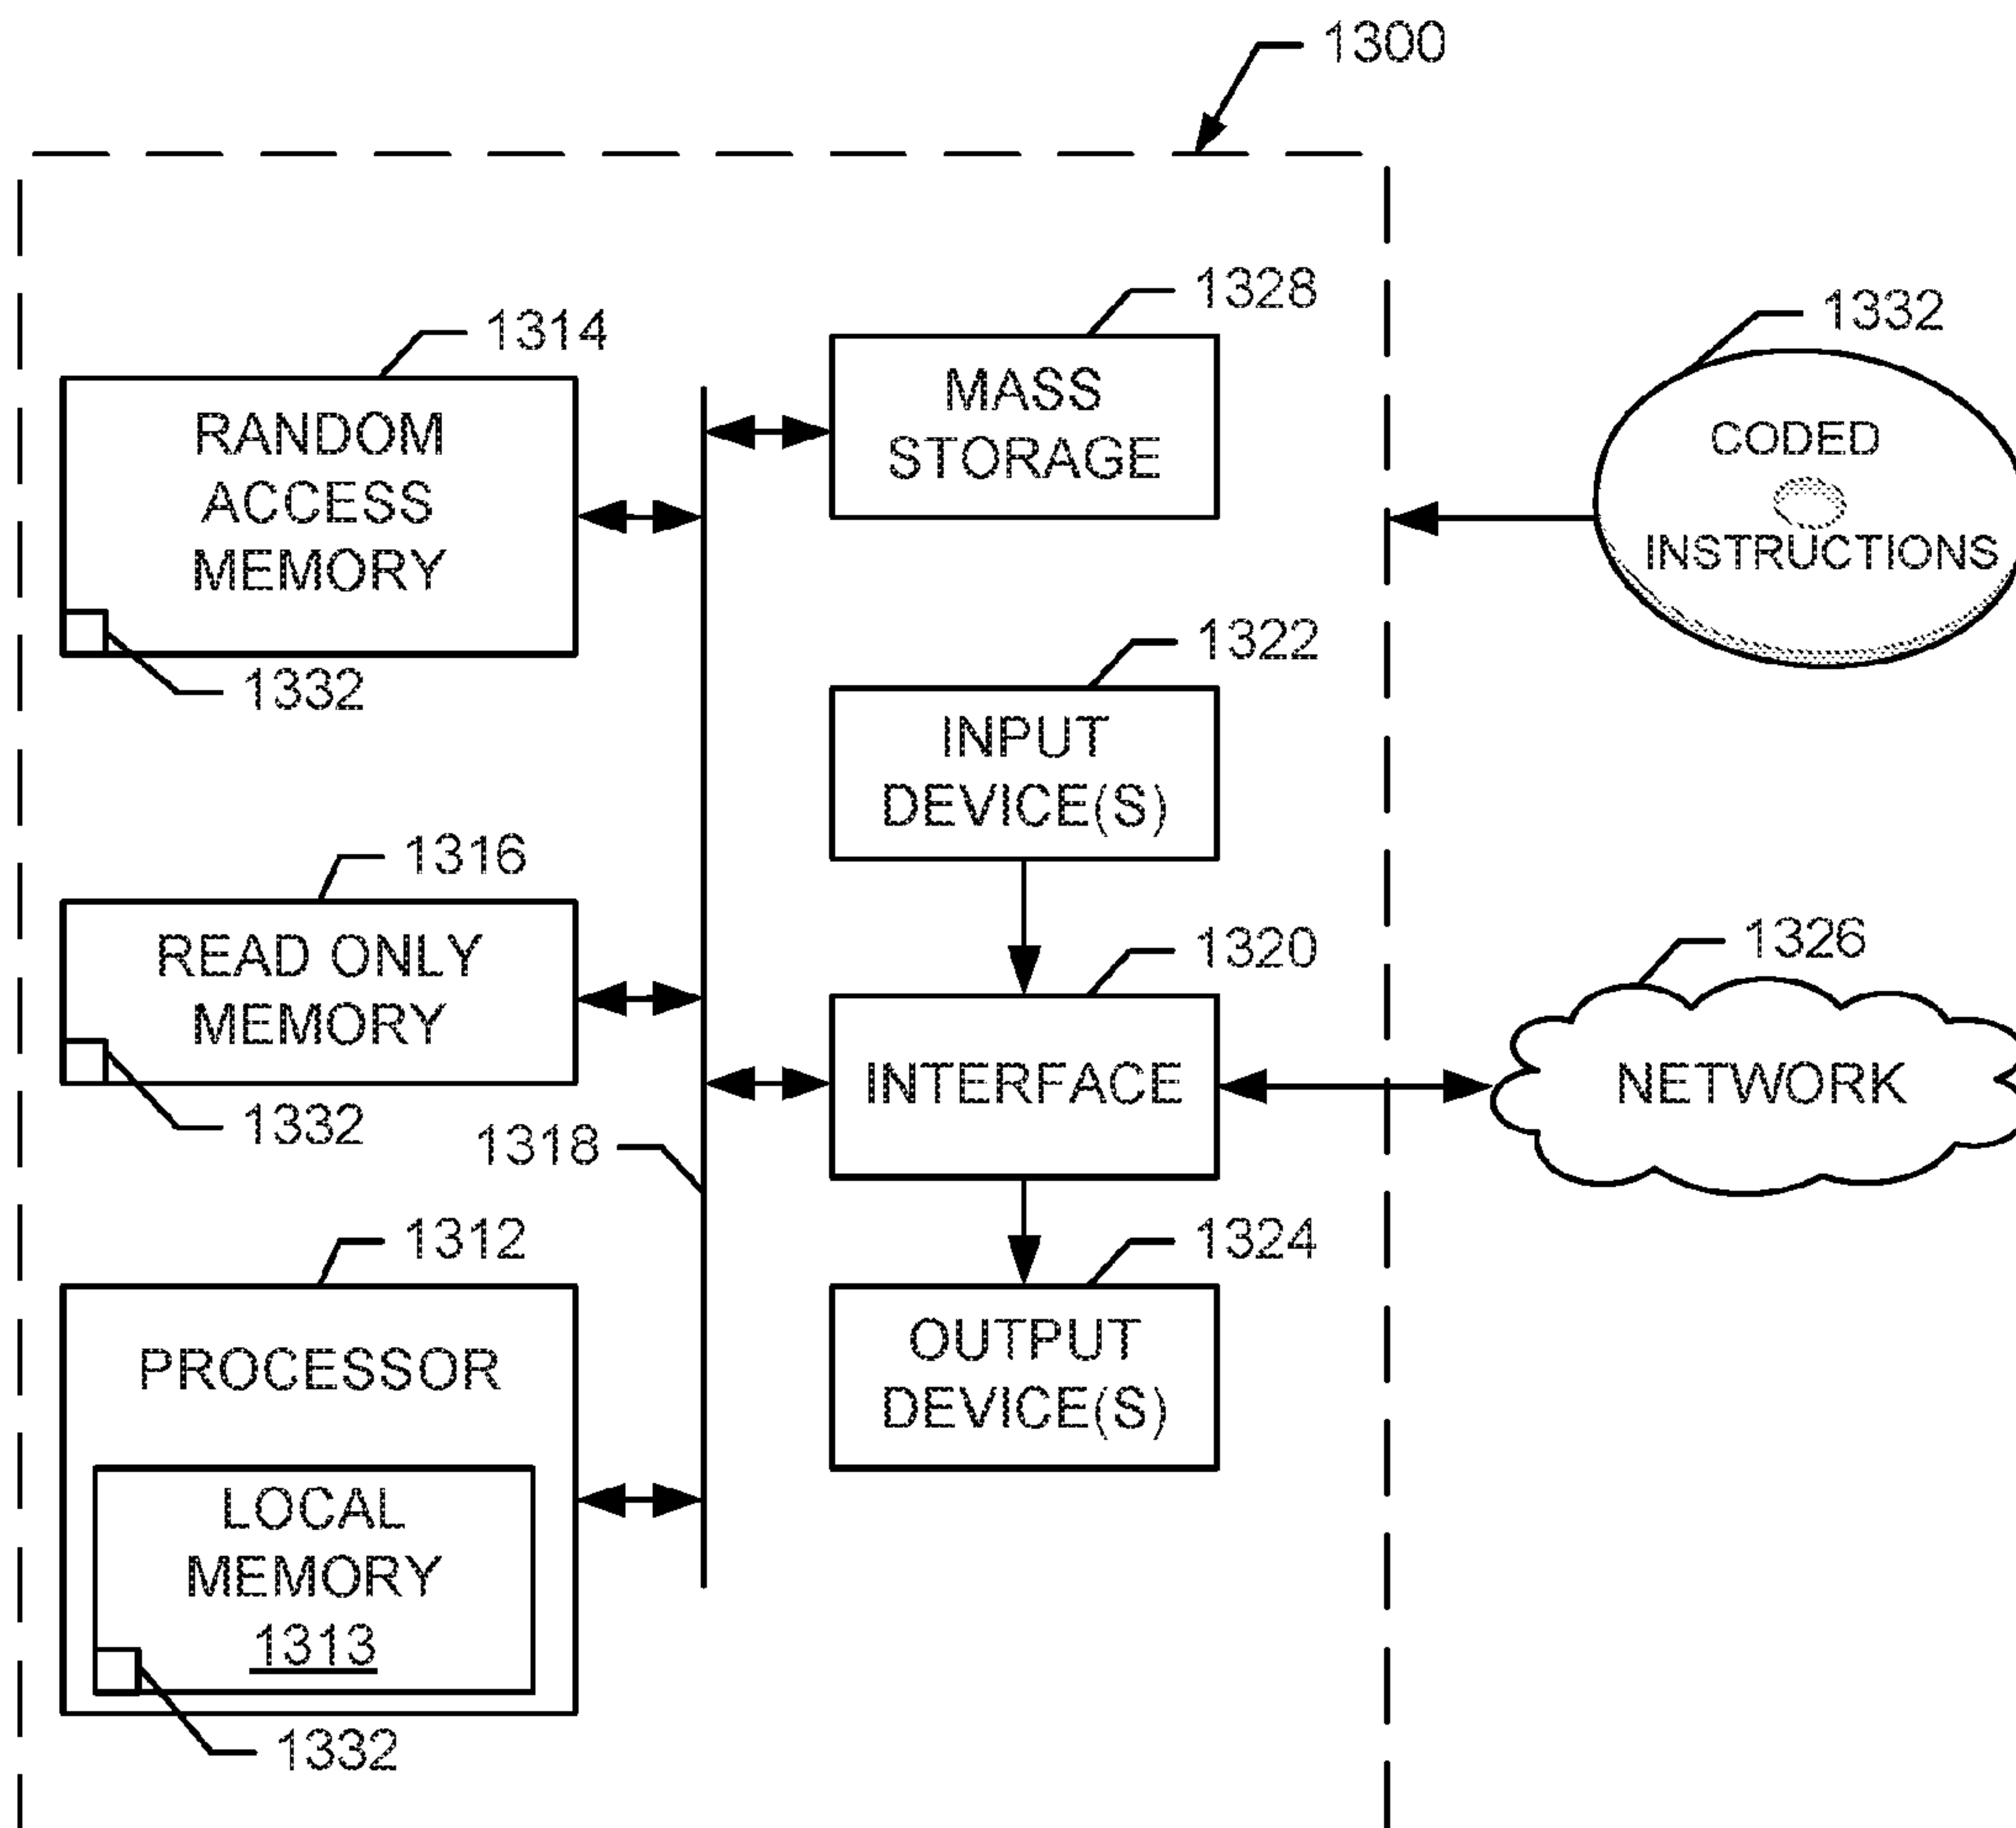 1300
1328
1314
1332
MASS
STORAGE
RANDOM
ACCESS
MEMORY
CODED
INSTRUCTIONS
1332
1322
INPUT
DEVICE(S)
1316
READ ONLY
MEMORY
1320
1326
INTERFACE
NETWORK
1332
1318
1312
1324
PROCESSOR
OUTPUT
DEVICE(S)
LOCAL
MEMORY
1313
1332